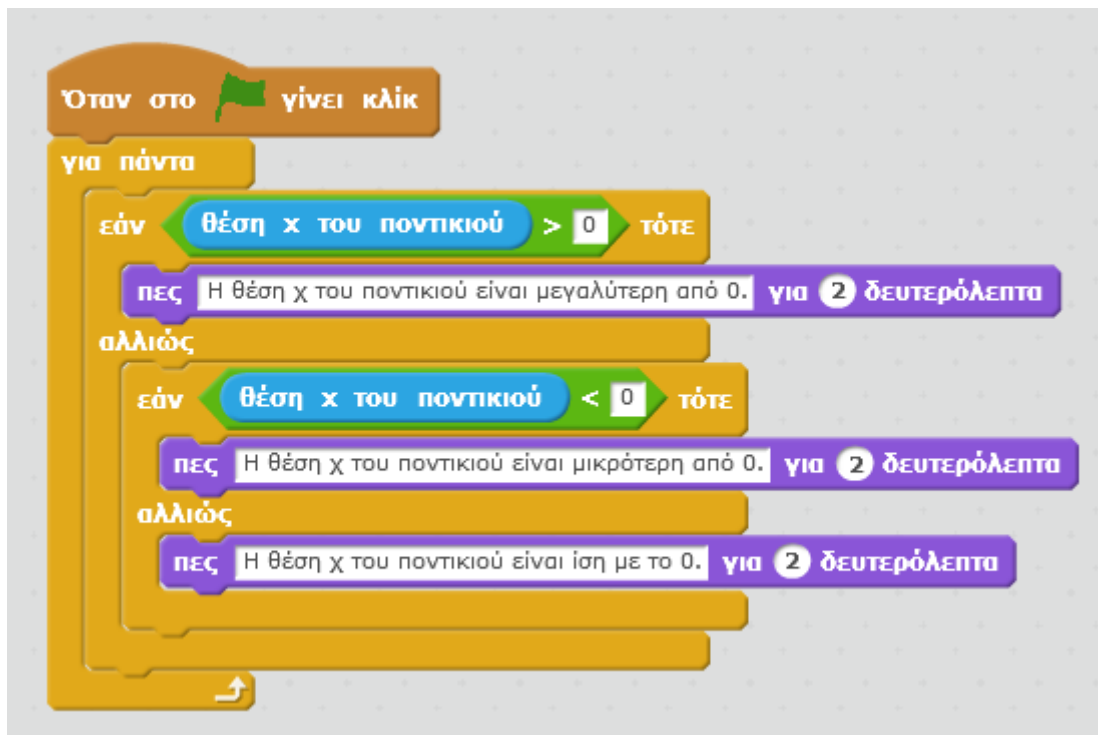 Όταν στο γίνει κλίκ
για πάντα
εάν θέση x του ποντικιού > 0 τότε
πες Η θέση χ του ποντικιού είναι μεγαλύτερη από 0. για 2 δευτερόλεπτα
αλλιώς
εάν θέση x του ποντικιού < 0 τότε
πες Η θέση χ του ποντικιού είναι μικρότερη από 0. για 2 δευτερόλεπτα
αλλιώς
πες Η θέση χ του ποντικιού είναι ίση με το 0. για 2 δευτερόλεπτα